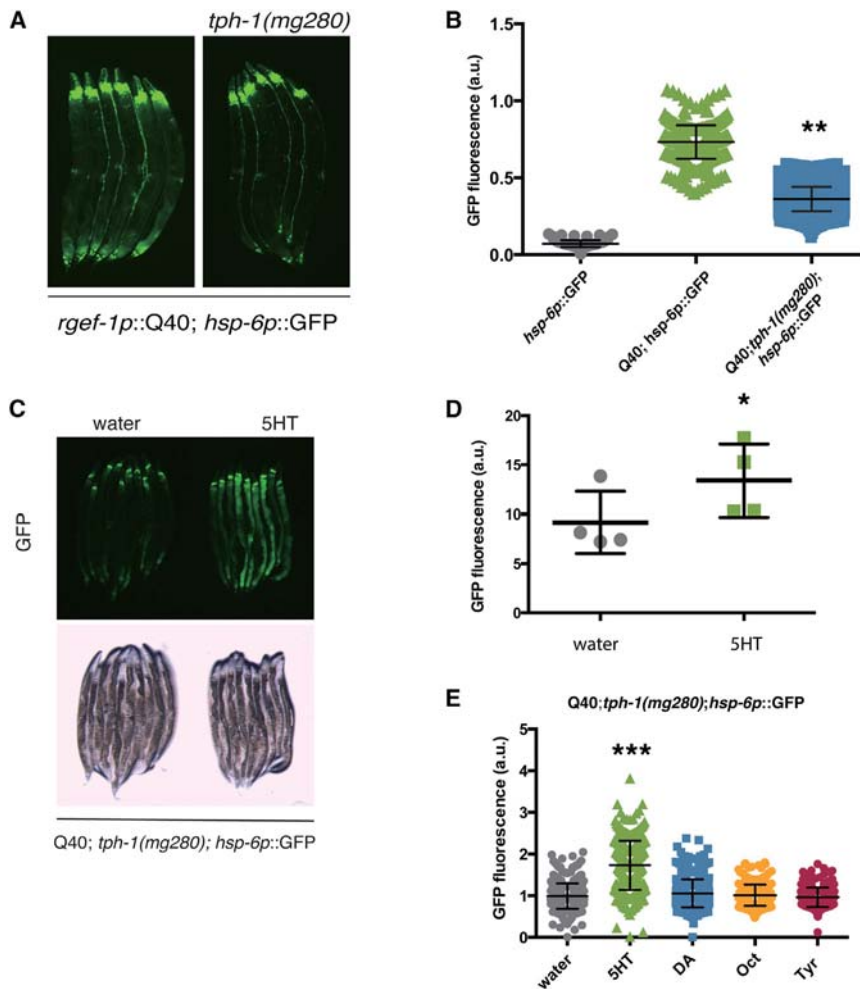 A
tph-1(mg280)
rgef-1p::Q40; hsp-6p::GFP
B
GFP fluorescence (a.u.)
1.5
1.0
0.5
0.0
**
hsp-6p::GFP
Q40; hsp-6p::GFP
Q40;tph-1(mg280);
hsp-6p::GFP
C
water 5HT
GFP
Q40; tph-1(mg280); hsp-6p::GFP
D
GFP fluorescence (a.u.)
20
15
10
5
0
*
water 5HT
E
Q40;tph-1(mg280);hsp-6p::GFP
GFP fluorescence (a.u.)
5
4
3
2
1
0
***
water 5HT DA Oct Tyr